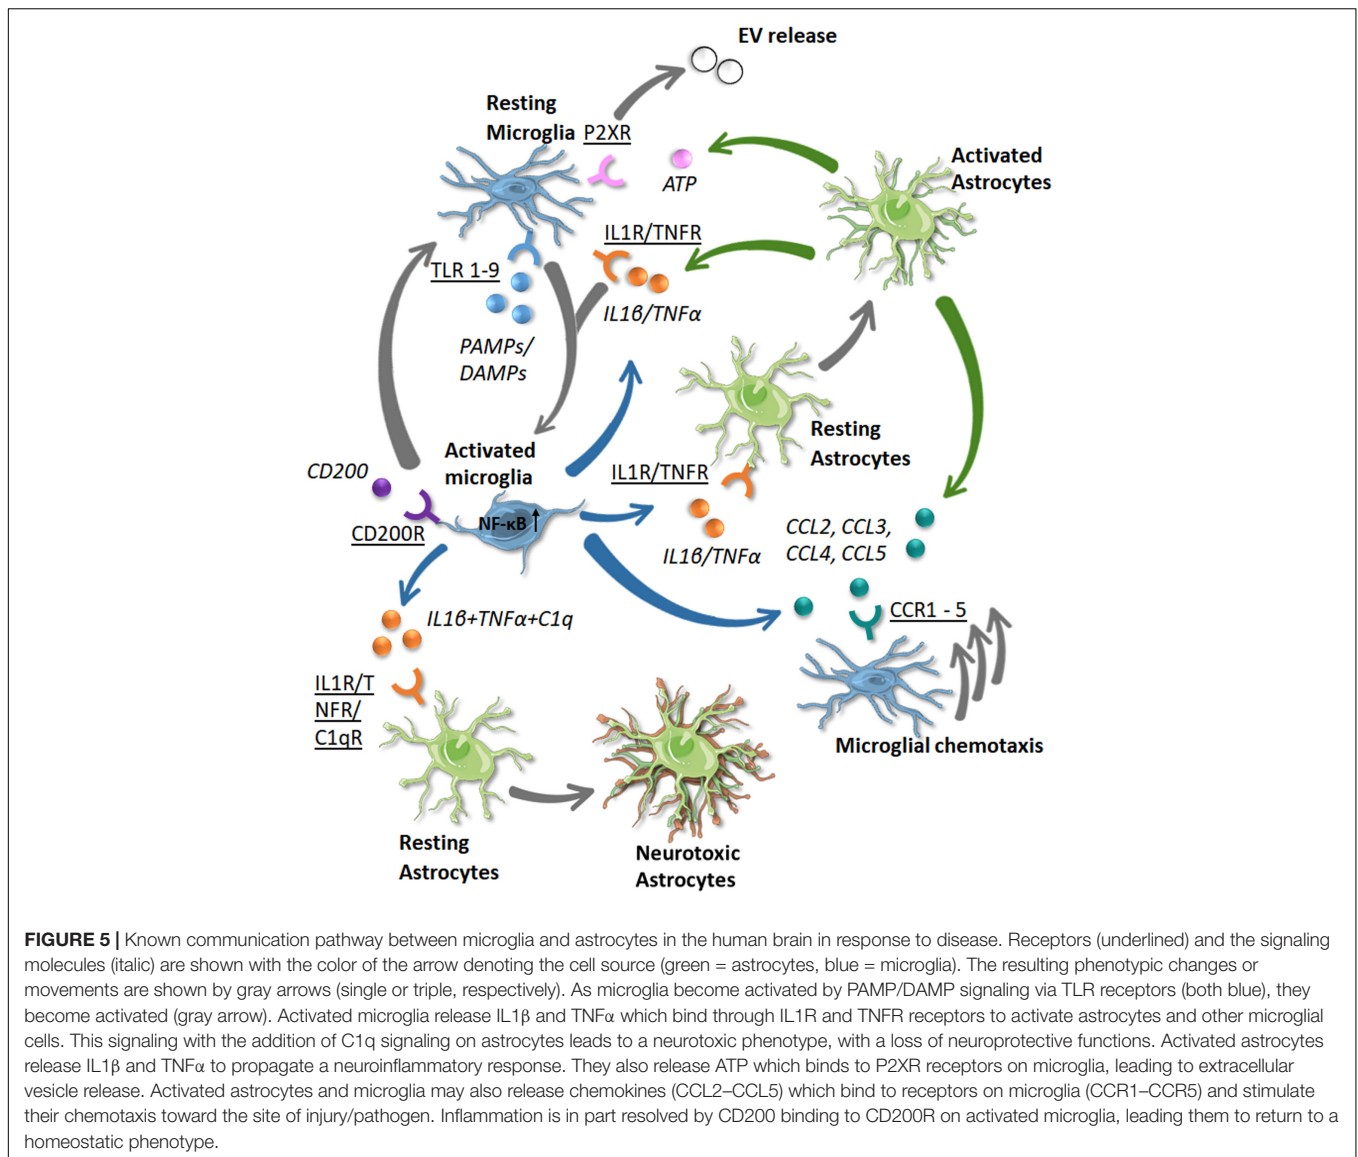 EV release
Resting
Microglia
P2XR
ATP
Activated
Astrocytes
IL1R/TNFR
TLR 1-9
IL1β/TNFα
PAMPs/
DAMPs
Resting
Astrocytes
Activated
microglia
IL1R/TNFR
CD200
NF-κB
CD200R
CCL2, CCL3,
CCL4, CCL5
IL1β/TNFα
CCR1 - 5
IL1β+TNFα+C1q
IL1R/T
NFR/
C1qR
Microglial chemotaxis
Resting
Astrocytes
Neurotoxic
Astrocytes
FIGURE 5 | Known communication pathway between microglia and astrocytes in the human brain in response to disease. Receptors (underlined) and the signaling
molecules (italic) are shown with the color of the arrow denoting the cell source (green = astrocytes, blue = microglia). The resulting phenotypic changes or
movements are shown by gray arrows (single or triple, respectively). As microglia become activated by PAMP/DAMP signaling via TLR receptors (both blue), they
become activated (gray arrow). Activated microglia release IL1β and TNFα which bind through IL1R and TNFR receptors to activate astrocytes and other microglial
cells. This signaling with the addition of C1q signaling on astrocytes leads to a neurotoxic phenotype, with a loss of neuroprotective functions. Activated astrocytes
release IL1β and TNFα to propagate a neuroinflammatory response. They also release ATP which binds to P2XR receptors on microglia, leading to extracellular
vesicle release. Activated astrocytes and microglia may also release chemokines (CCL2–CCL5) which bind to receptors on microglia (CCR1–CCR5) and stimulate
their chemotaxis toward the site of injury/pathogen. Inflammation is in part resolved by CD200 binding to CD200R on activated microglia, leading them to return to a
homeostatic phenotype.